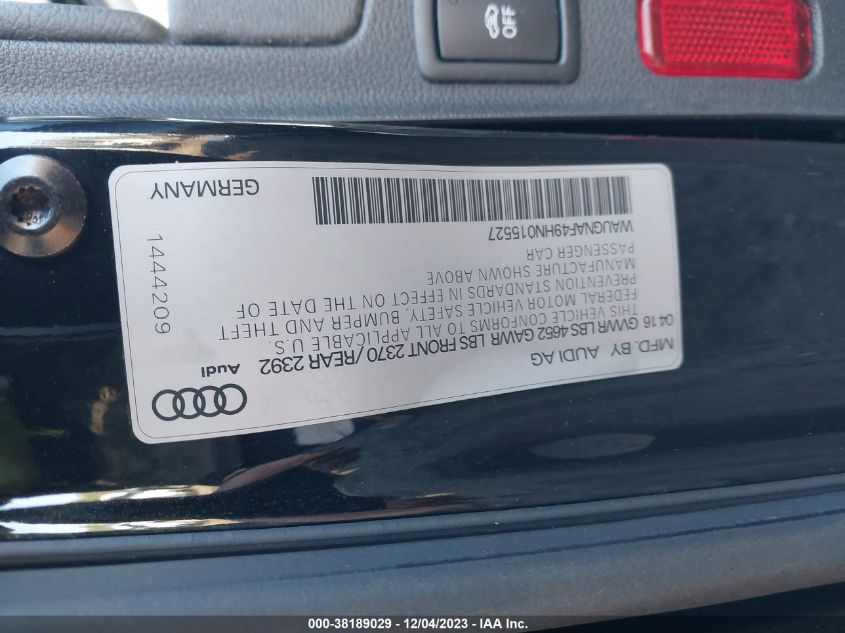 OFF
MFD. BY AUDI AG
04 16 GVWR LBS 4652 GAWR LBS FRONT 2370 / REAR 2392
THIS VEHICLE CONFORMS TO ALL APPLICABLE U.S.
FEDERAL MOTOR VEHICLE SAFETY, BUMPER AND THEFT
PREVENTION STANDARDS IN EFFECT ON THE DATE OF
MANUFACTURE SHOWN ABOVE
PASSENGER CAR
WAUGNAF49HN015527
Audi
1444209
GERMANY
000-38189029 - 12/04/2023 - IAA Inc.